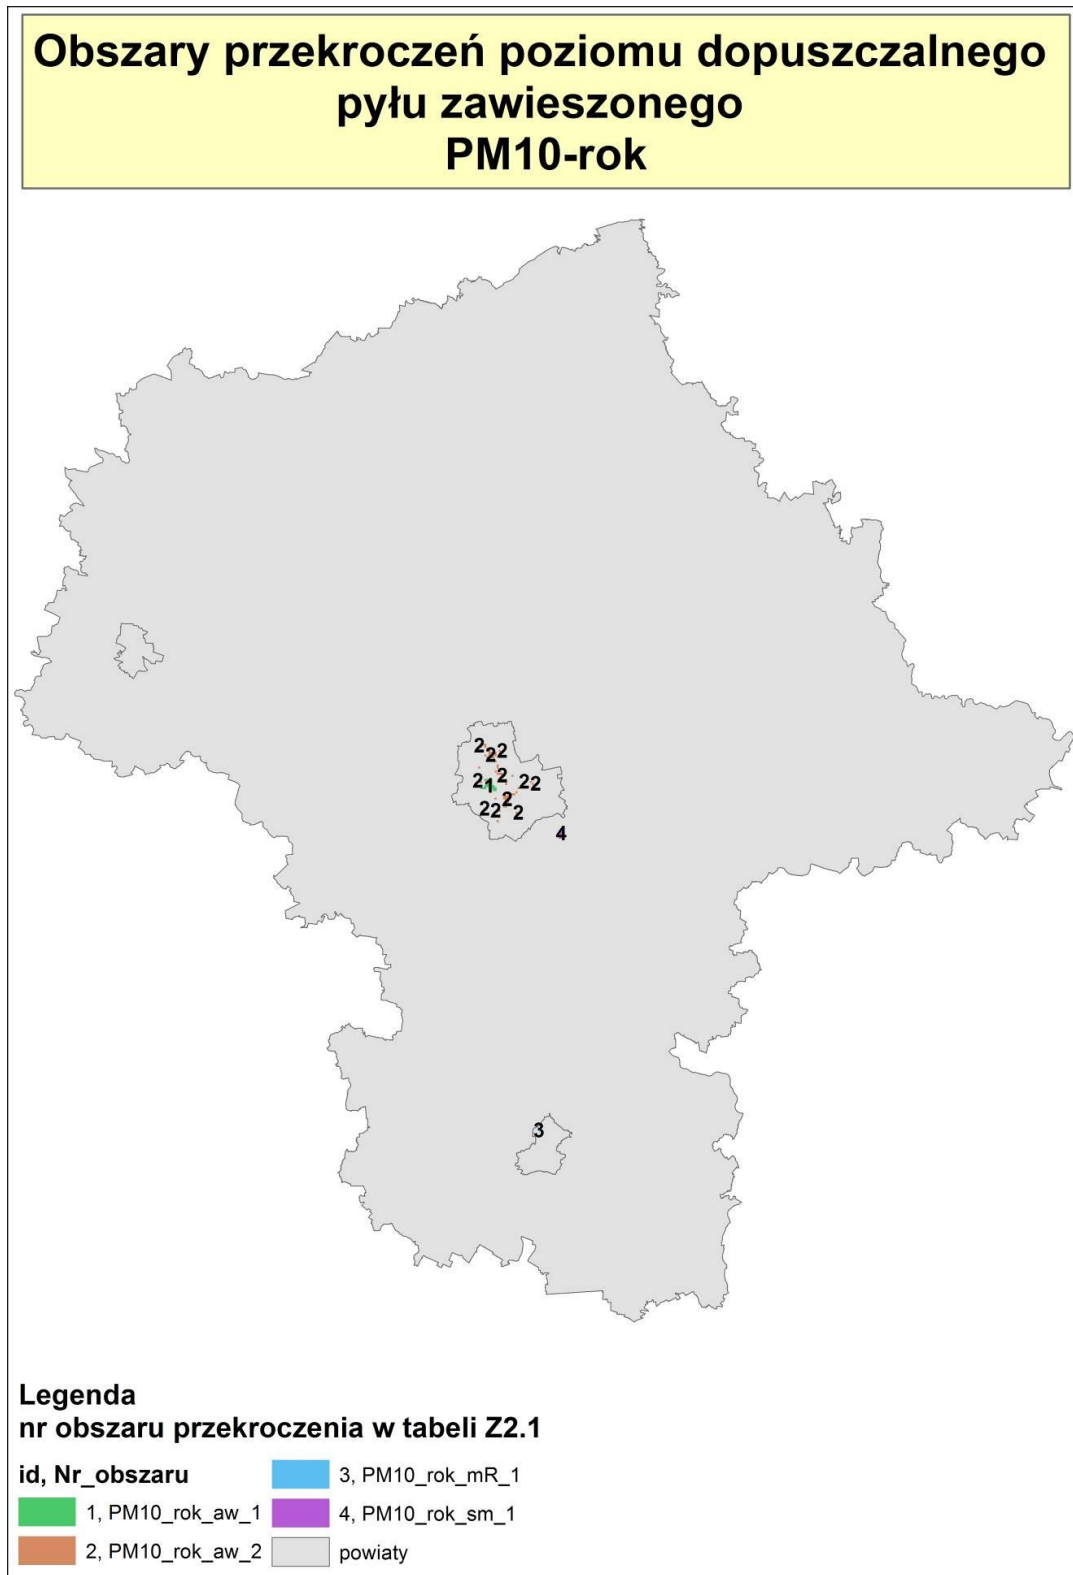 Obszary przekroczeń poziomu dopuszczalnego
pyłu zawieszonego
PM10-rok
2
2
2
2
2
1
2
2
2
2
2
2
4
3
Legenda
nr obszaru przekroczenia w tabeli Z2.1
id, Nr_obszaru
1, PM10_rok_aw_1
2, PM10_rok_aw_2
3, PM10_rok_mR_1
4, PM10_rok_sm_1
powiaty